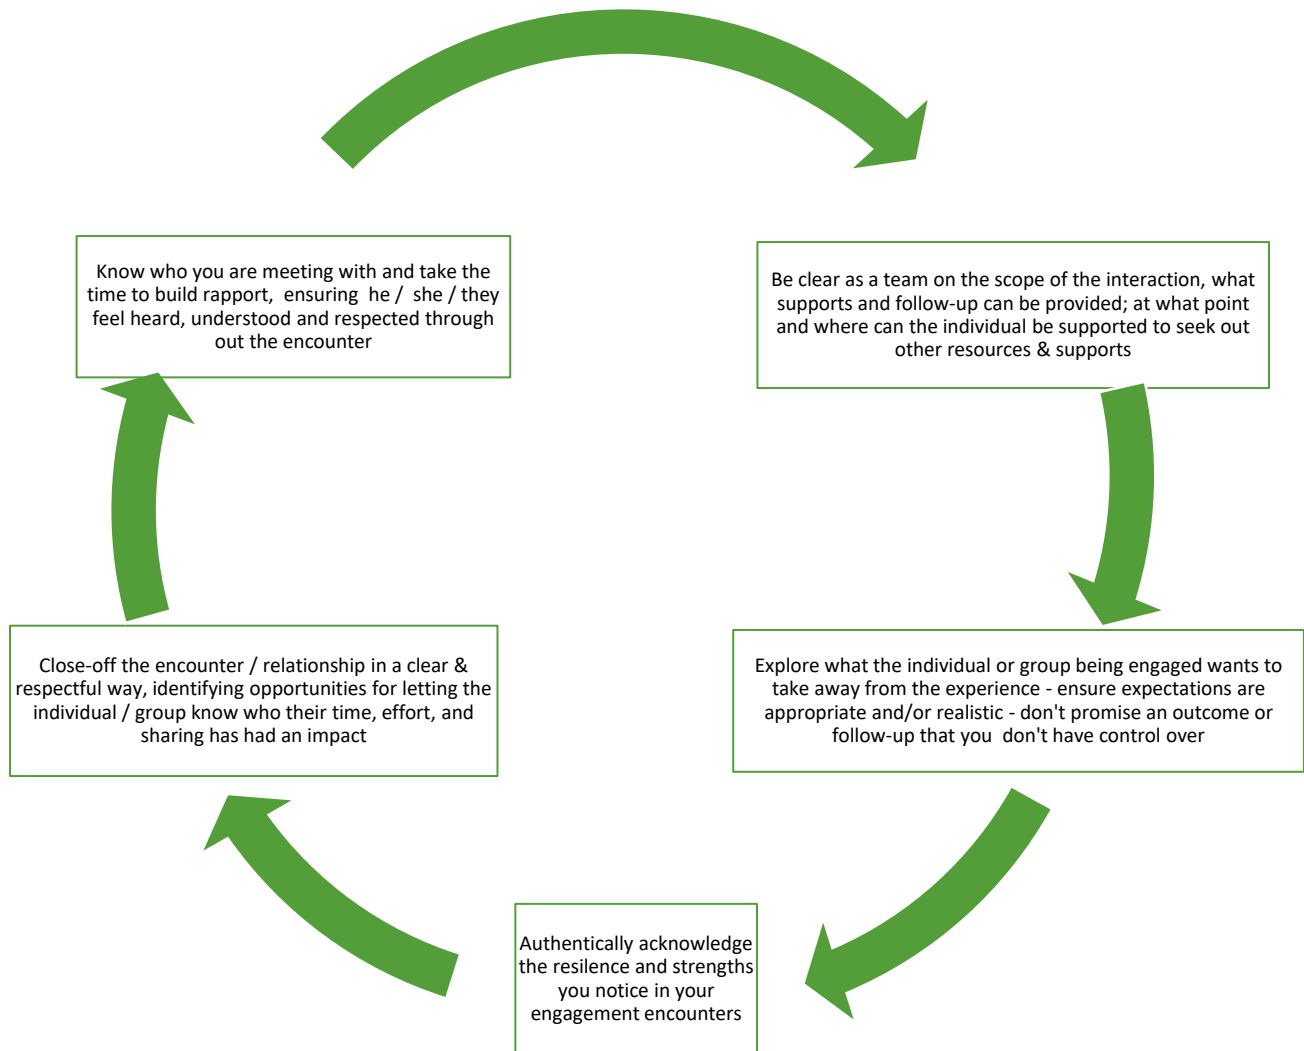 Know who you are meeting with and take the
time to build rapport,  ensuring  he /  she / they
feel heard, understood and respected through
out the encounter
Be clear as a team on the scope of the interaction, what
supports and follow-up can be provided; at what point
and where can the individual be supported to seek out
other resources & supports
Explore what the individual or group being engaged wants to
take away from the experience - ensure expectations are
appropriate and/or realistic - don't promise an outcome or
follow-up that you  don't have control over
Authentically acknowledge
the resilence and strengths
you notice in your
engagement encounters
Close-off the encounter / relationship in a clear &
respectful way, identifying opportunities for letting the
individual / group know who their time, effort, and
sharing has had an impact